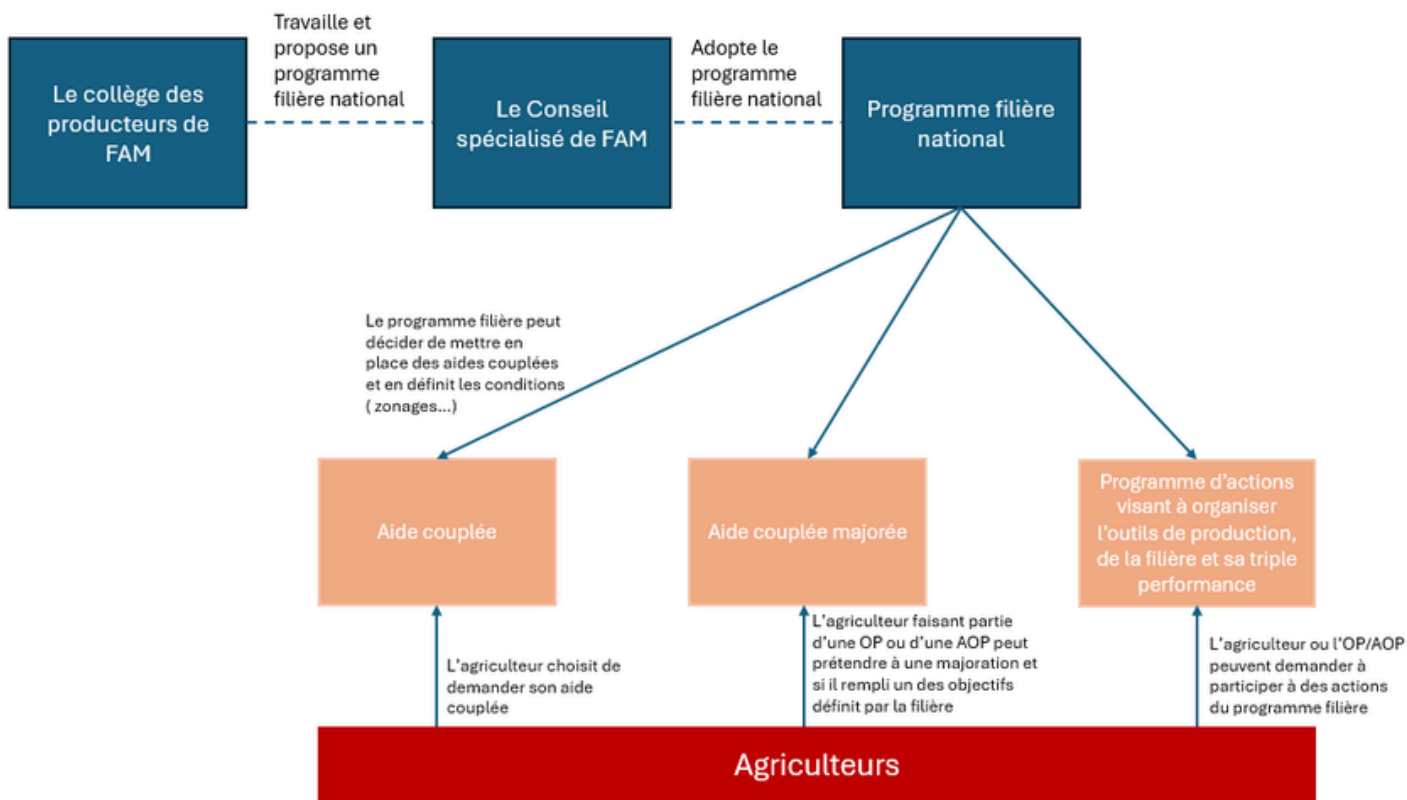 Travaille et
propose un
programme
filière national
Adopte le
programme
filière national
Le collège des
producteurs de
FAM
Le Conseil
spécialisé de FAM
Programme filière
national
Le programme filière peut
décider de mettre en
place des aides couplées
et en définit les conditions
( zonages...)
Aide couplée
Aide couplée majorée
Programme d'actions
visant à organiser
l'outils de production,
de la filière et sa triple
performance
L'agriculteur choisit de
demander son aide
couplée
L'agriculteur faisant partie
d'une OP ou d'une AOP peut
prétendre à une majoration et
si il rempli un des objectifs
définit par la filière
L'agriculteur ou l'OP/AOP
peuvent demander à
participer à des actions
du programme filière
Agriculteurs